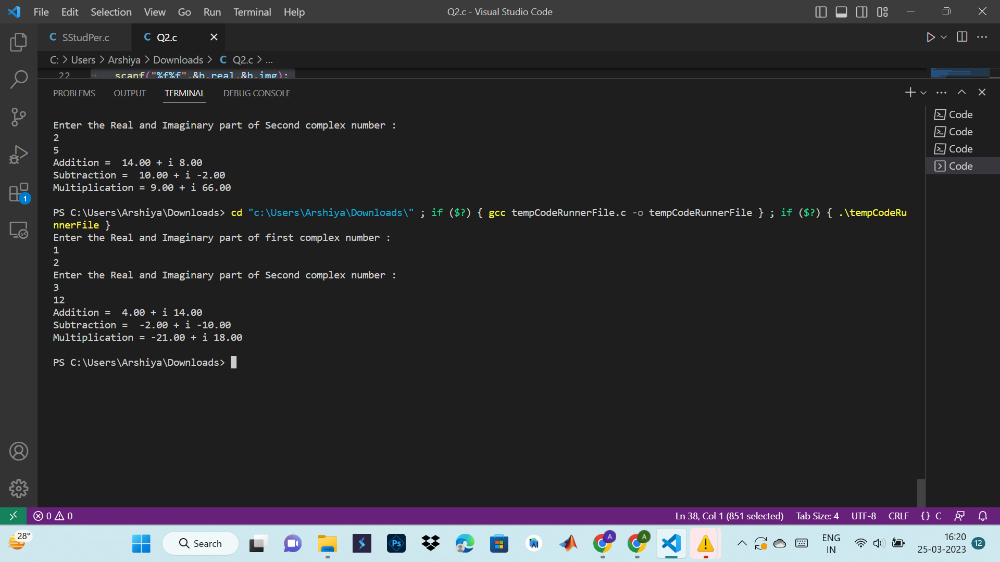 File Edit Selection View Go Run Terminal Help
Q2.c - Visual Studio Code
C SStudPer.c
C Q2.c
C: > Users > Arshiya > Downloads > C Q2.c > ...
22 scanf("%f%f",&b.real,&b.img);
PROBLEMS OUTPUT TERMINAL DEBUG CONSOLE
Enter the Real and Imaginary part of Second complex number :
2
5
Addition =  14.00 + i 8.00
Subtraction =  10.00 + i -2.00
Multiplication = 9.00 + i 66.00
PS C:\Users\Arshiya\Downloads> cd "c:\Users\Arshiya\Downloads\" ; if ($?) { gcc tempCodeRunnerFile.c -o tempCodeRunnerFile } ; if ($?) { .\tempCodeRu
nnerFile }
Enter the Real and Imaginary part of first complex number :
1
2
Enter the Real and Imaginary part of Second complex number :
3
12
Addition =  4.00 + i 14.00
Subtraction =  -2.00 + i -10.00
Multiplication = -21.00 + i 18.00
PS C:\Users\Arshiya\Downloads>
Code
Code
Code
Code
1
0 0
Ln 38, Col 1 (851 selected) Tab Size: 4 UTF-8 CRLF {} C
28°
Search
Ps
A
A
ENG
IN
16:20
25-03-2023
12